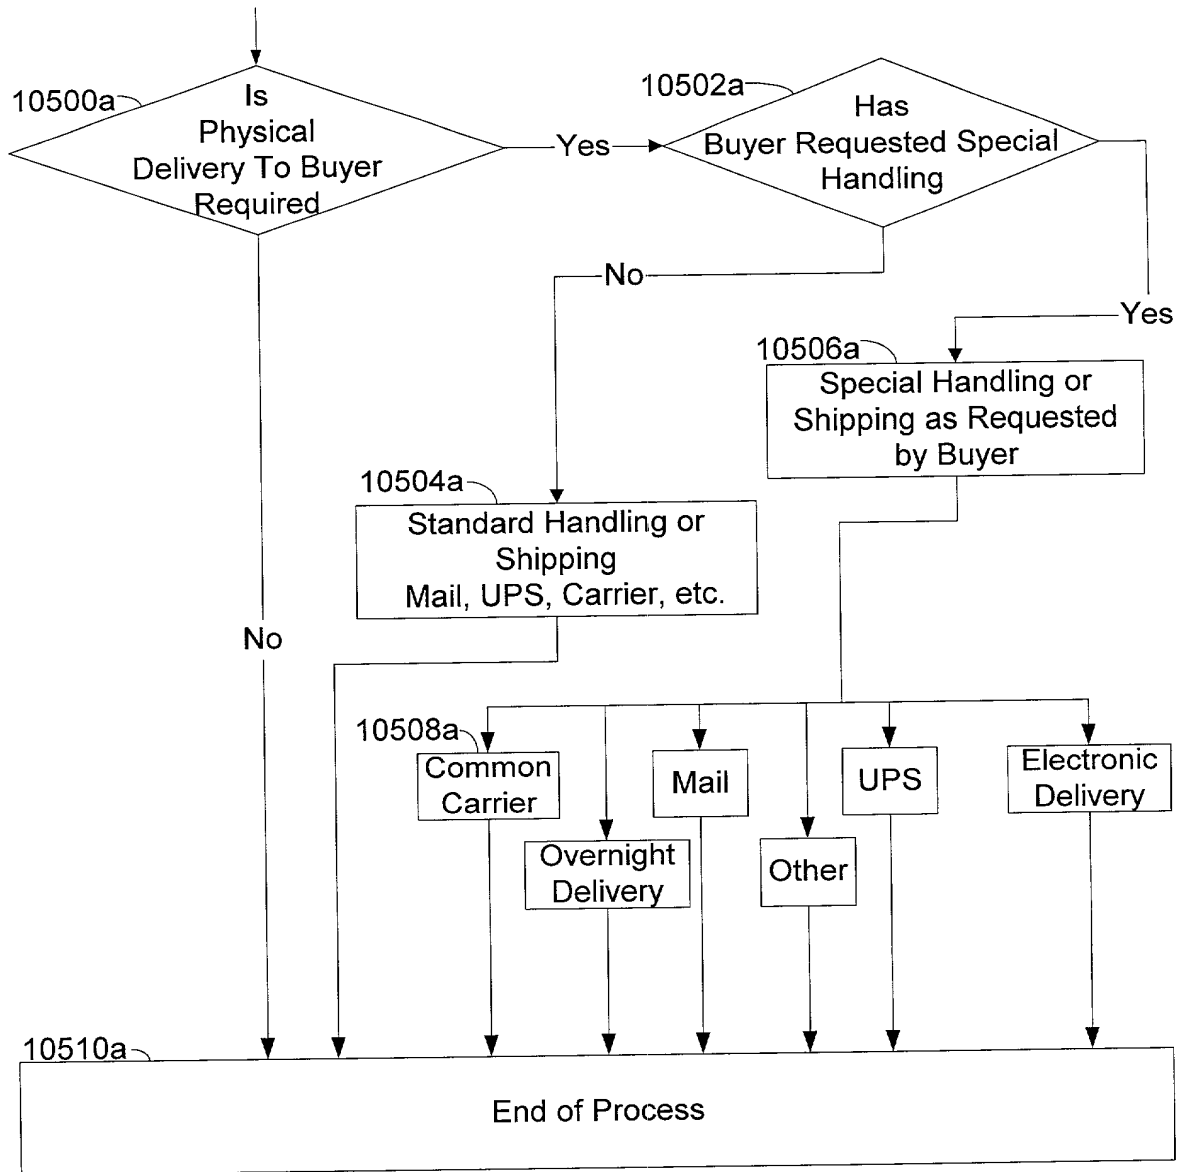 10500a
Is
Physical
Delivery To Buyer
Required
Yes
10502a
Has
Buyer Requested Special
Handling
No
Yes
10506a
Special Handling or
Shipping as Requested
by Buyer
10504a
Standard Handling or
Shipping
Mail, UPS, Carrier, etc.
No
10508a
Common
Carrier
Overnight
Delivery
Mail
Other
UPS
Electronic
Delivery
10510a
End of Process